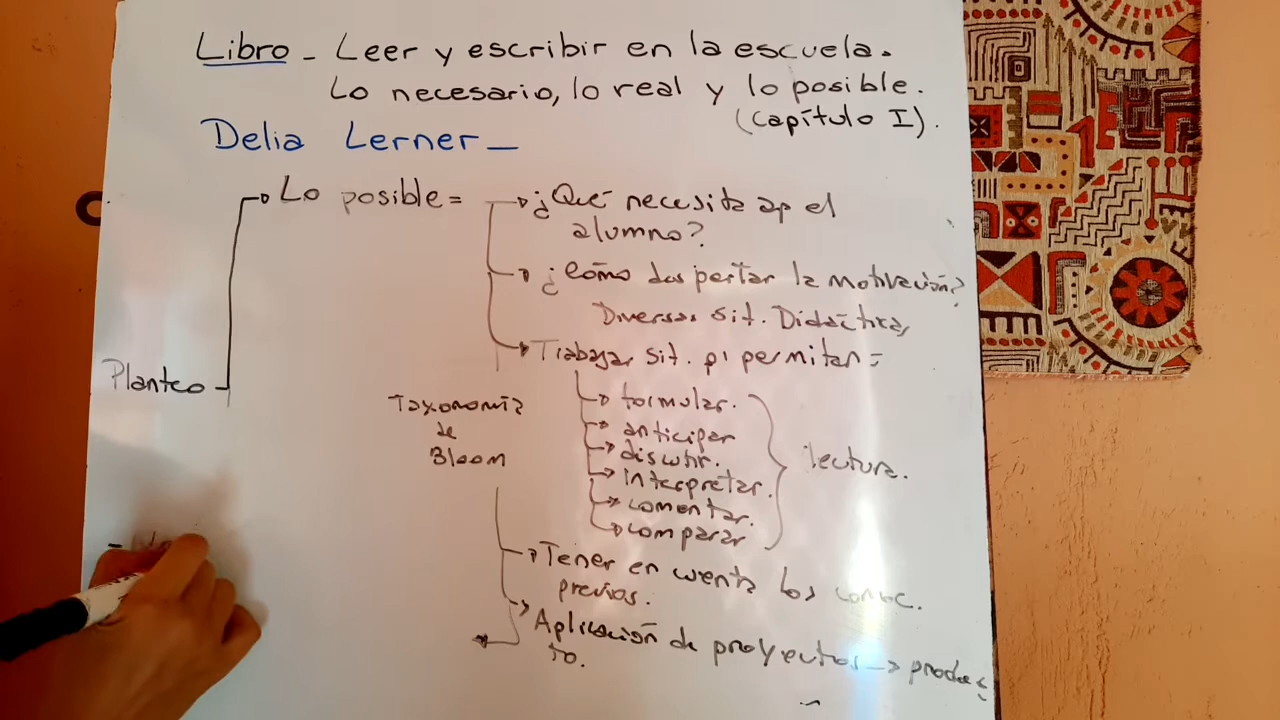 Libro - Leer y escribir en la escuela.
Lo necesario, lo real y lo posible.
(Capítulo I).
Delia Lerner -
Planteo
Lo posible =
¿Qué necesita ap el
alumno?
¿Cómo despertar la motivación?
Diversas sit. Didáctica,
Trabajar sit. p' permitan =
formular.
anticipar
discutir.
interpretar.
comentar.
comparar
lectura.
Taxonomía
de
Bloom
Tener en cuenta los conoc.
previos.
Aplicación de proyectos -> produc
to.